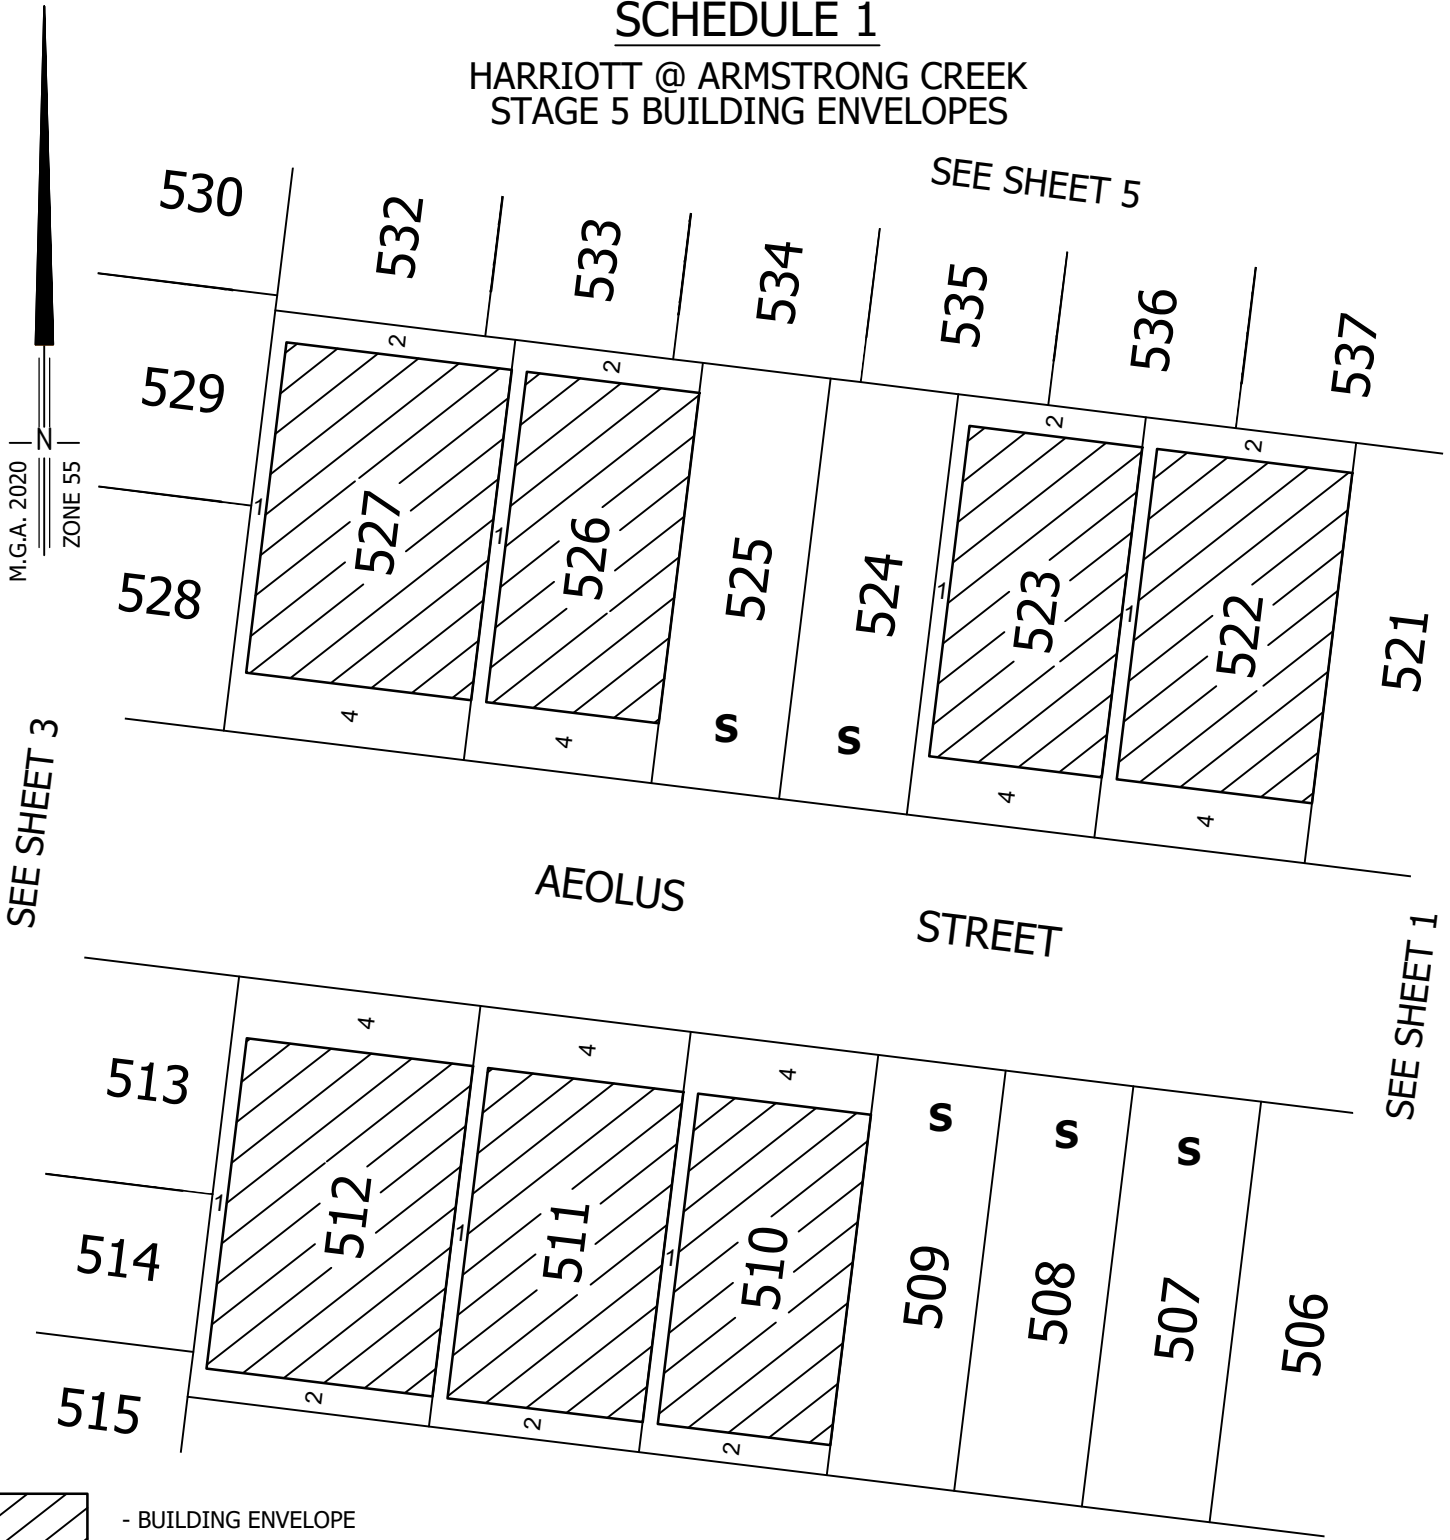 SCHEDULE 1
HARRIOTT @ ARMSTRONG CREEK
STAGE 5 BUILDING ENVELOPES
SEE SHEET 5
530
532
533
534
535
536
537
529
528
M.G.A. 2020
N
ZONE 55
2
2
2
2
1
1
1
1
527
526
525
524
523
522
521
S
S
4
4
4
4
SEE SHEET 3
AEOLUS STREET
SEE SHEET 1
4
4
4
513
514
515
S
S
S
1
1
1
512
511
510
509
508
507
506
2
2
2
- BUILDING ENVELOPE